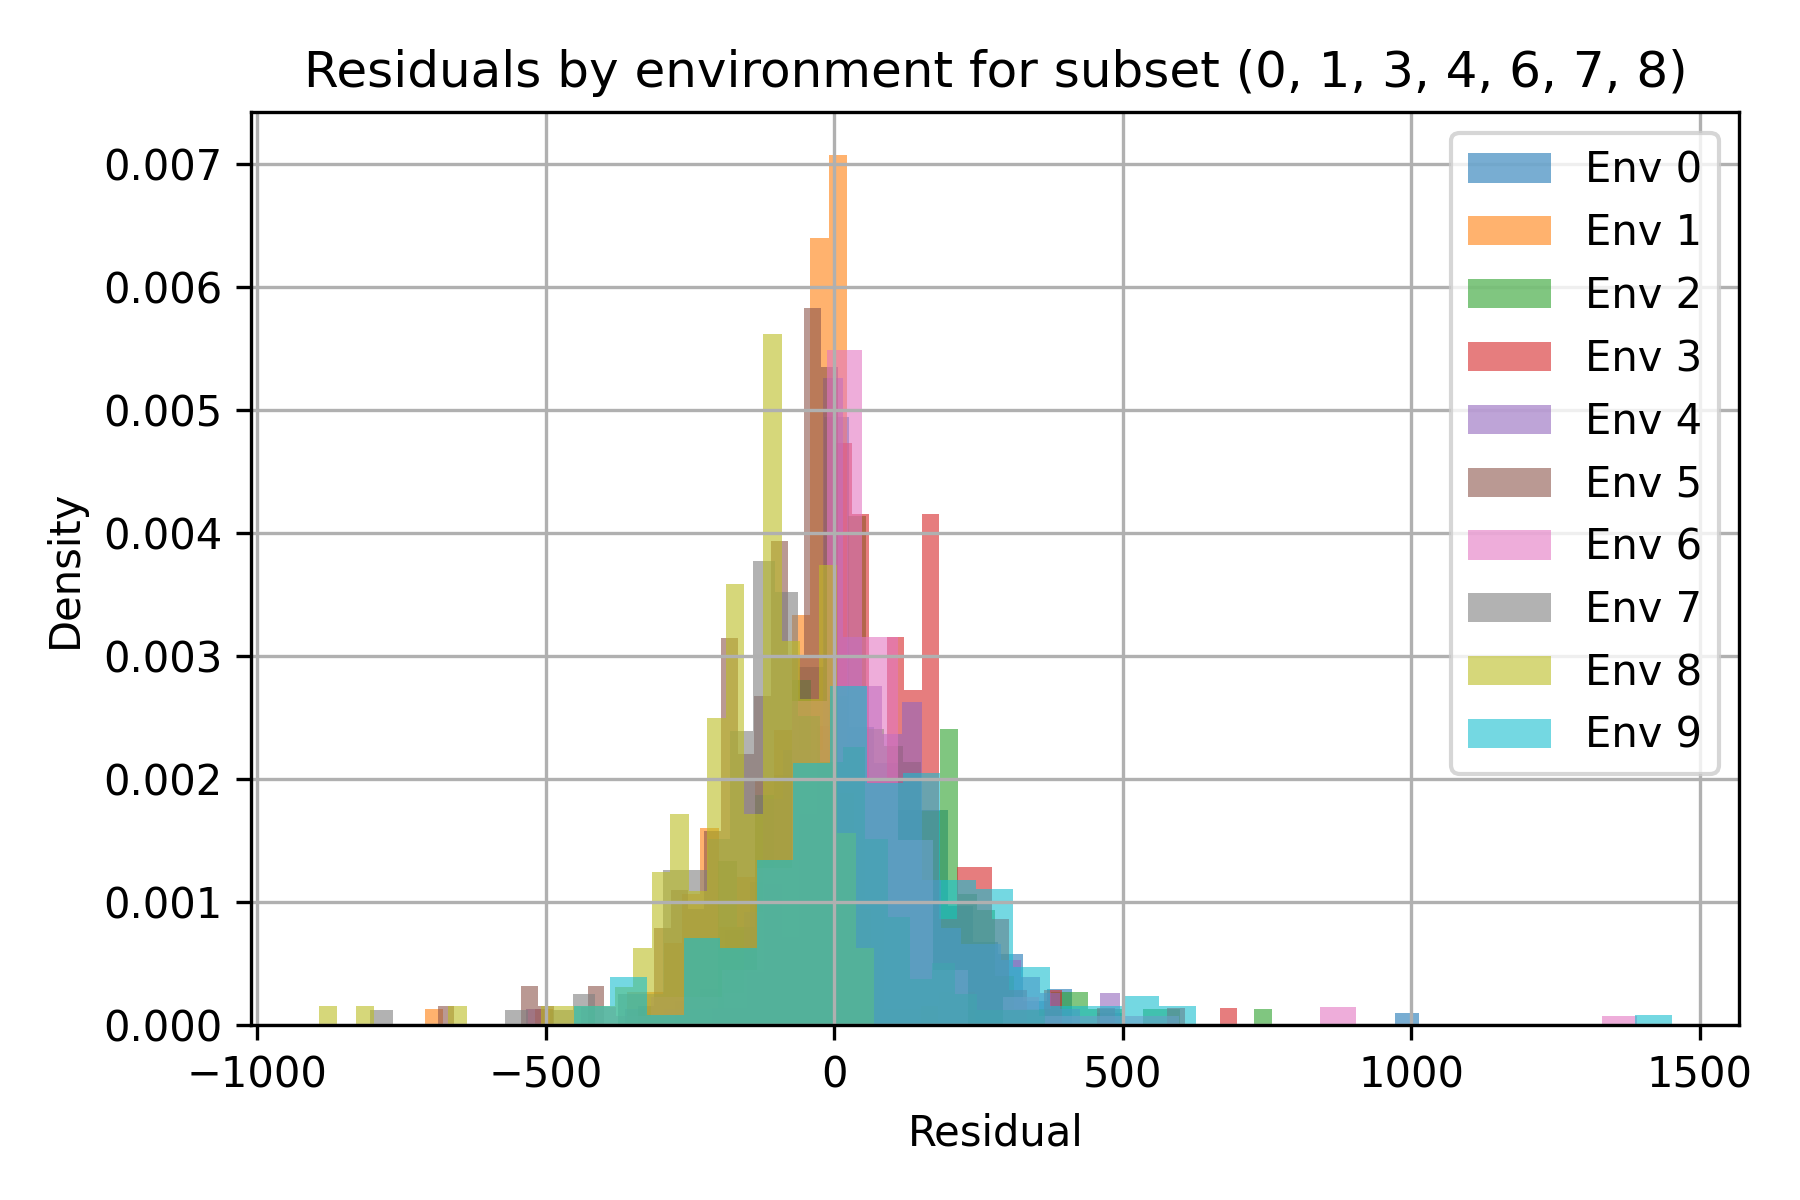 Residuals by environment for subset (0, 1, 3, 4, 6, 7, 8)
Density
0.007
0.006
0.005
0.004
0.003
0.002
0.001
0.000
−1000
−500
0
500
1000
1500
Residual
Env 0
Env 1
Env 2
Env 3
Env 4
Env 5
Env 6
Env 7
Env 8
Env 9